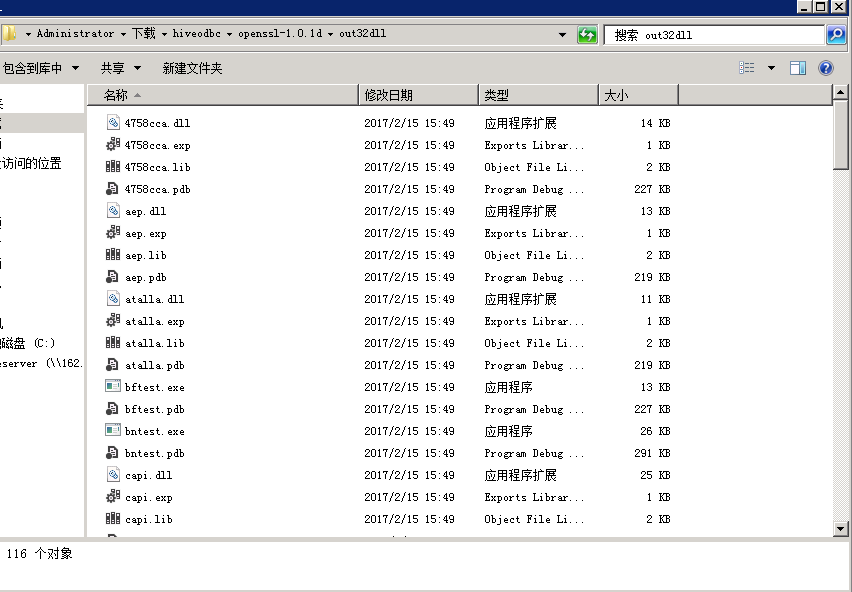 Administrator 下载 hiveodbc openssl-1.0.1d out32dll 搜索 out32dll
包含到库中 共享 新建文件夹
名称 修改日期 类型 大小
4758cca.dll 2017/2/15 15:49 应用程序扩展 14 KB
4758cca.exp 2017/2/15 15:49 Exports Librar... 1 KB
4758cca.lib 2017/2/15 15:49 Object File Li... 2 KB
访问的位置
4758cca.pdb 2017/2/15 15:49 Program Debug ... 227 KB
aep.dll 2017/2/15 15:49 应用程序扩展 13 KB
aep.exp 2017/2/15 15:49 Exports Librar... 1 KB
aep.lib 2017/2/15 15:49 Object File Li... 2 KB
aep.pdb 2017/2/15 15:49 Program Debug ... 219 KB
atalla.dll 2017/2/15 15:49 应用程序扩展 11 KB
atalla.exp 2017/2/15 15:49 Exports Librar... 1 KB
磁盘 (C:)
atalla.lib 2017/2/15 15:49 Object File Li... 2 KB
eserver (\\162.
atalla.pdb 2017/2/15 15:49 Program Debug ... 219 KB
bftest.exe 2017/2/15 15:49 应用程序 13 KB
bftest.pdb 2017/2/15 15:49 Program Debug ... 227 KB
bntest.exe 2017/2/15 15:49 应用程序 26 KB
bntest.pdb 2017/2/15 15:49 Program Debug ... 291 KB
capi.dll 2017/2/15 15:49 应用程序扩展 25 KB
capi.exp 2017/2/15 15:49 Exports Librar... 1 KB
capi.lib 2017/2/15 15:49 Object File Li... 2 KB
116 个对象